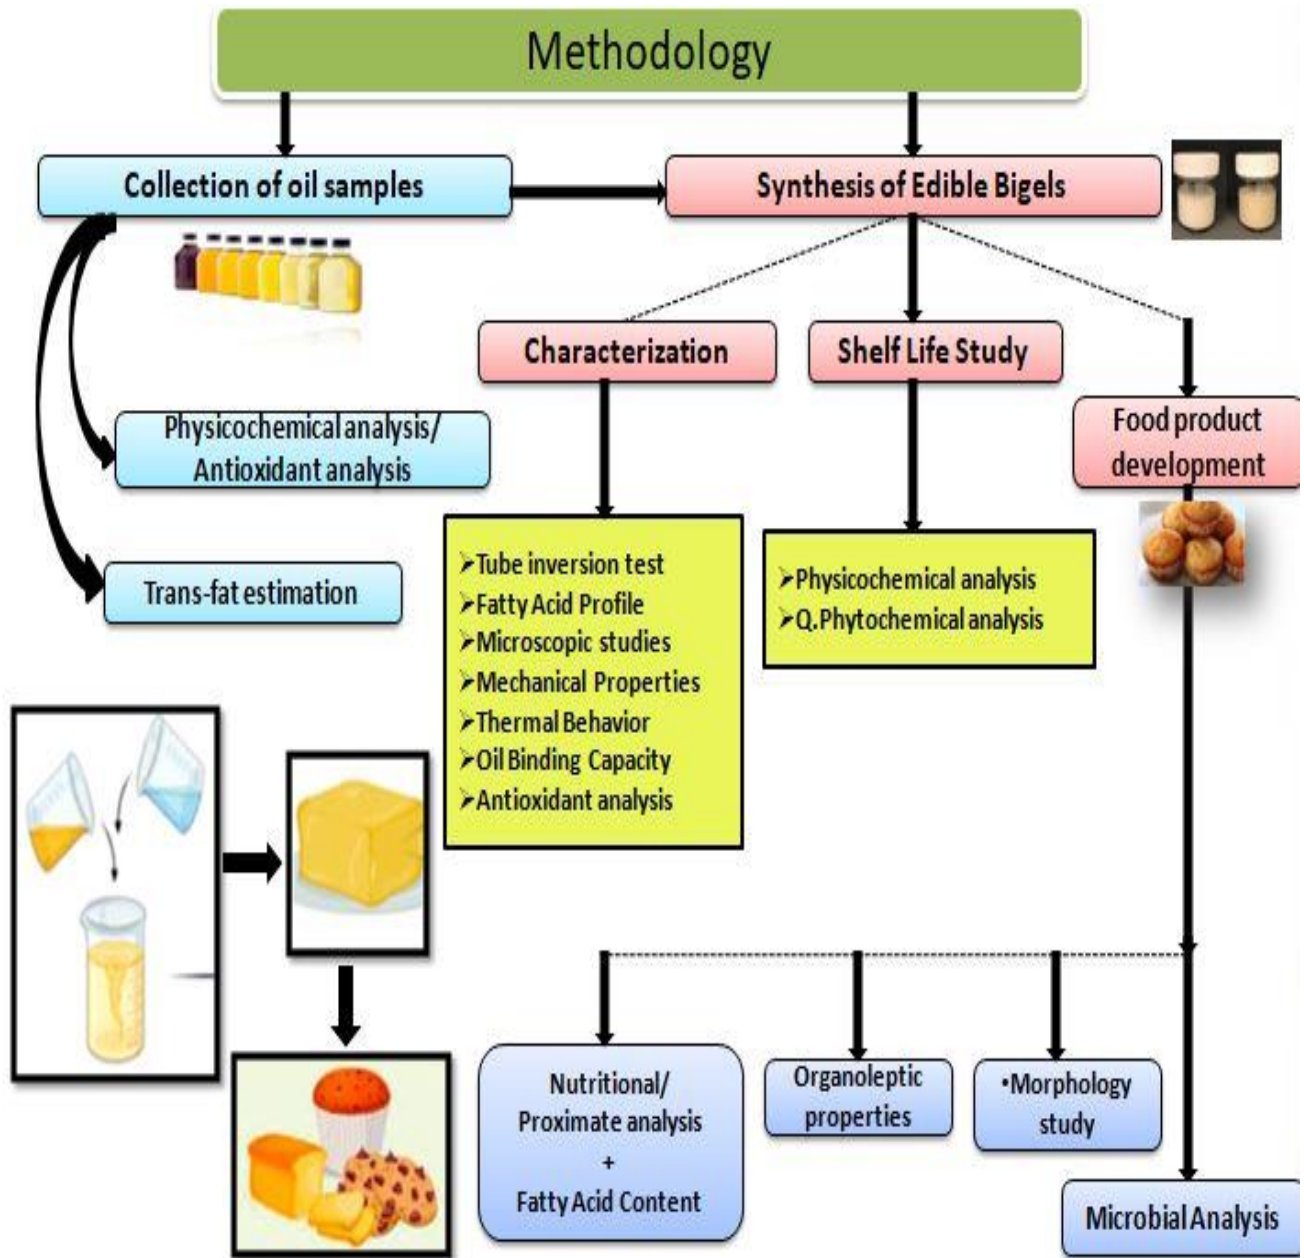 Methodology
Collection of oil samples
Synthesis of Edible Bigels
Characterization
Shelf Life Study
Food product
development
Physicochemical analysis/
Antioxidant analysis
Trans-fat estimation
➢Tube inversion test
➢Fatty Acid Profile
➢Microscopic studies
➢Mechanical Properties
➢Thermal Behavior
➢Oil Binding Capacity
➢Antioxidant analysis
➢Physicochemical analysis
➢Q.Phytochemical analysis
Nutritional/
Proximate analysis
+
Fatty Acid Content
Organoleptic
properties
•Morphology
study
Microbial Analysis